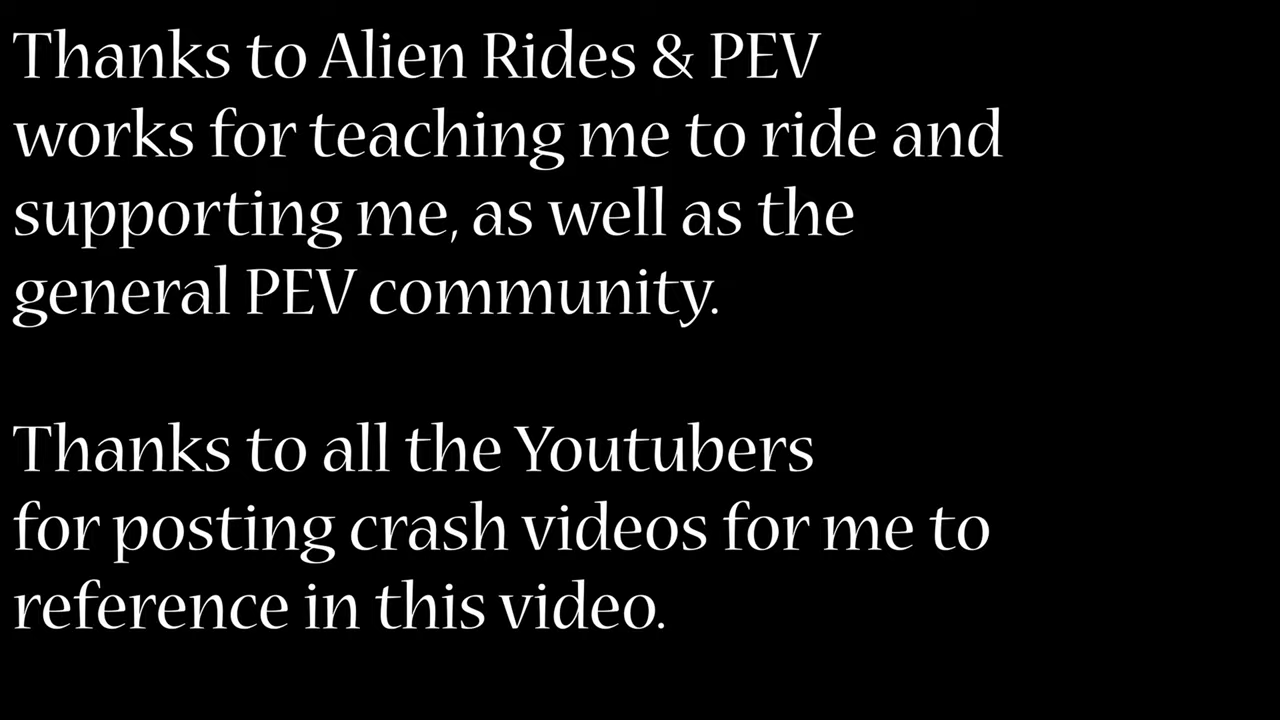 Thanks to Alien Rides & PEV
works for teaching me to ride and
supporting me, as well as the
general PEV community.
Thanks to all the Youtubers
for posting crash videos for me to
reference in this video.